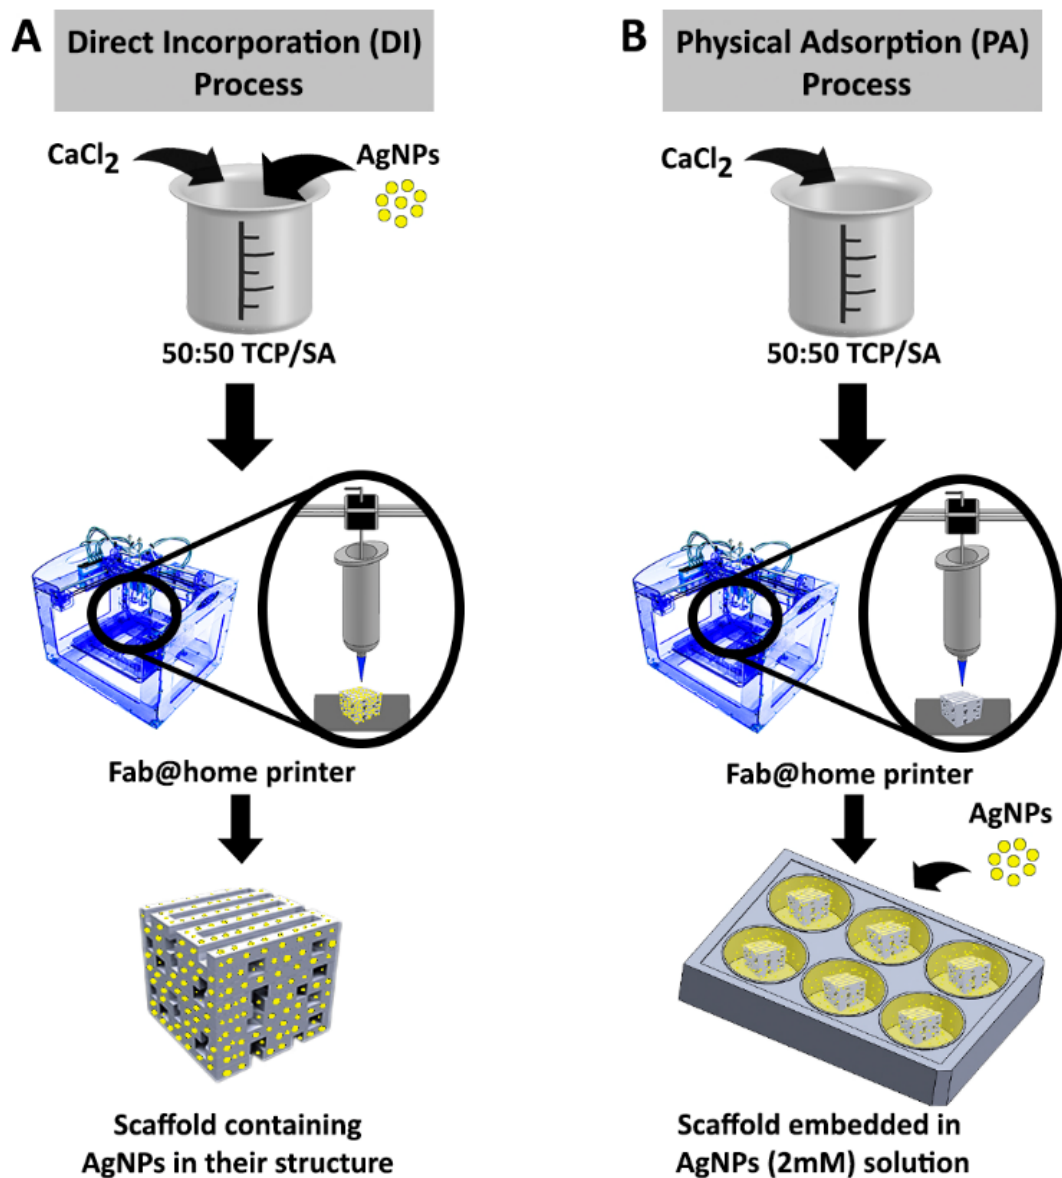 A
Direct Incorporation (DI)
Process
CaCl2
AgNPs
50:50 TCP/SA
Fab@home printer
Scaffold containing
AgNPs in their structure
B
Physical Adsorption (PA)
Process
CaCl2
50:50 TCP/SA
Fab@home printer
AgNPs
Scaffold embedded in
AgNPs (2mM) solution